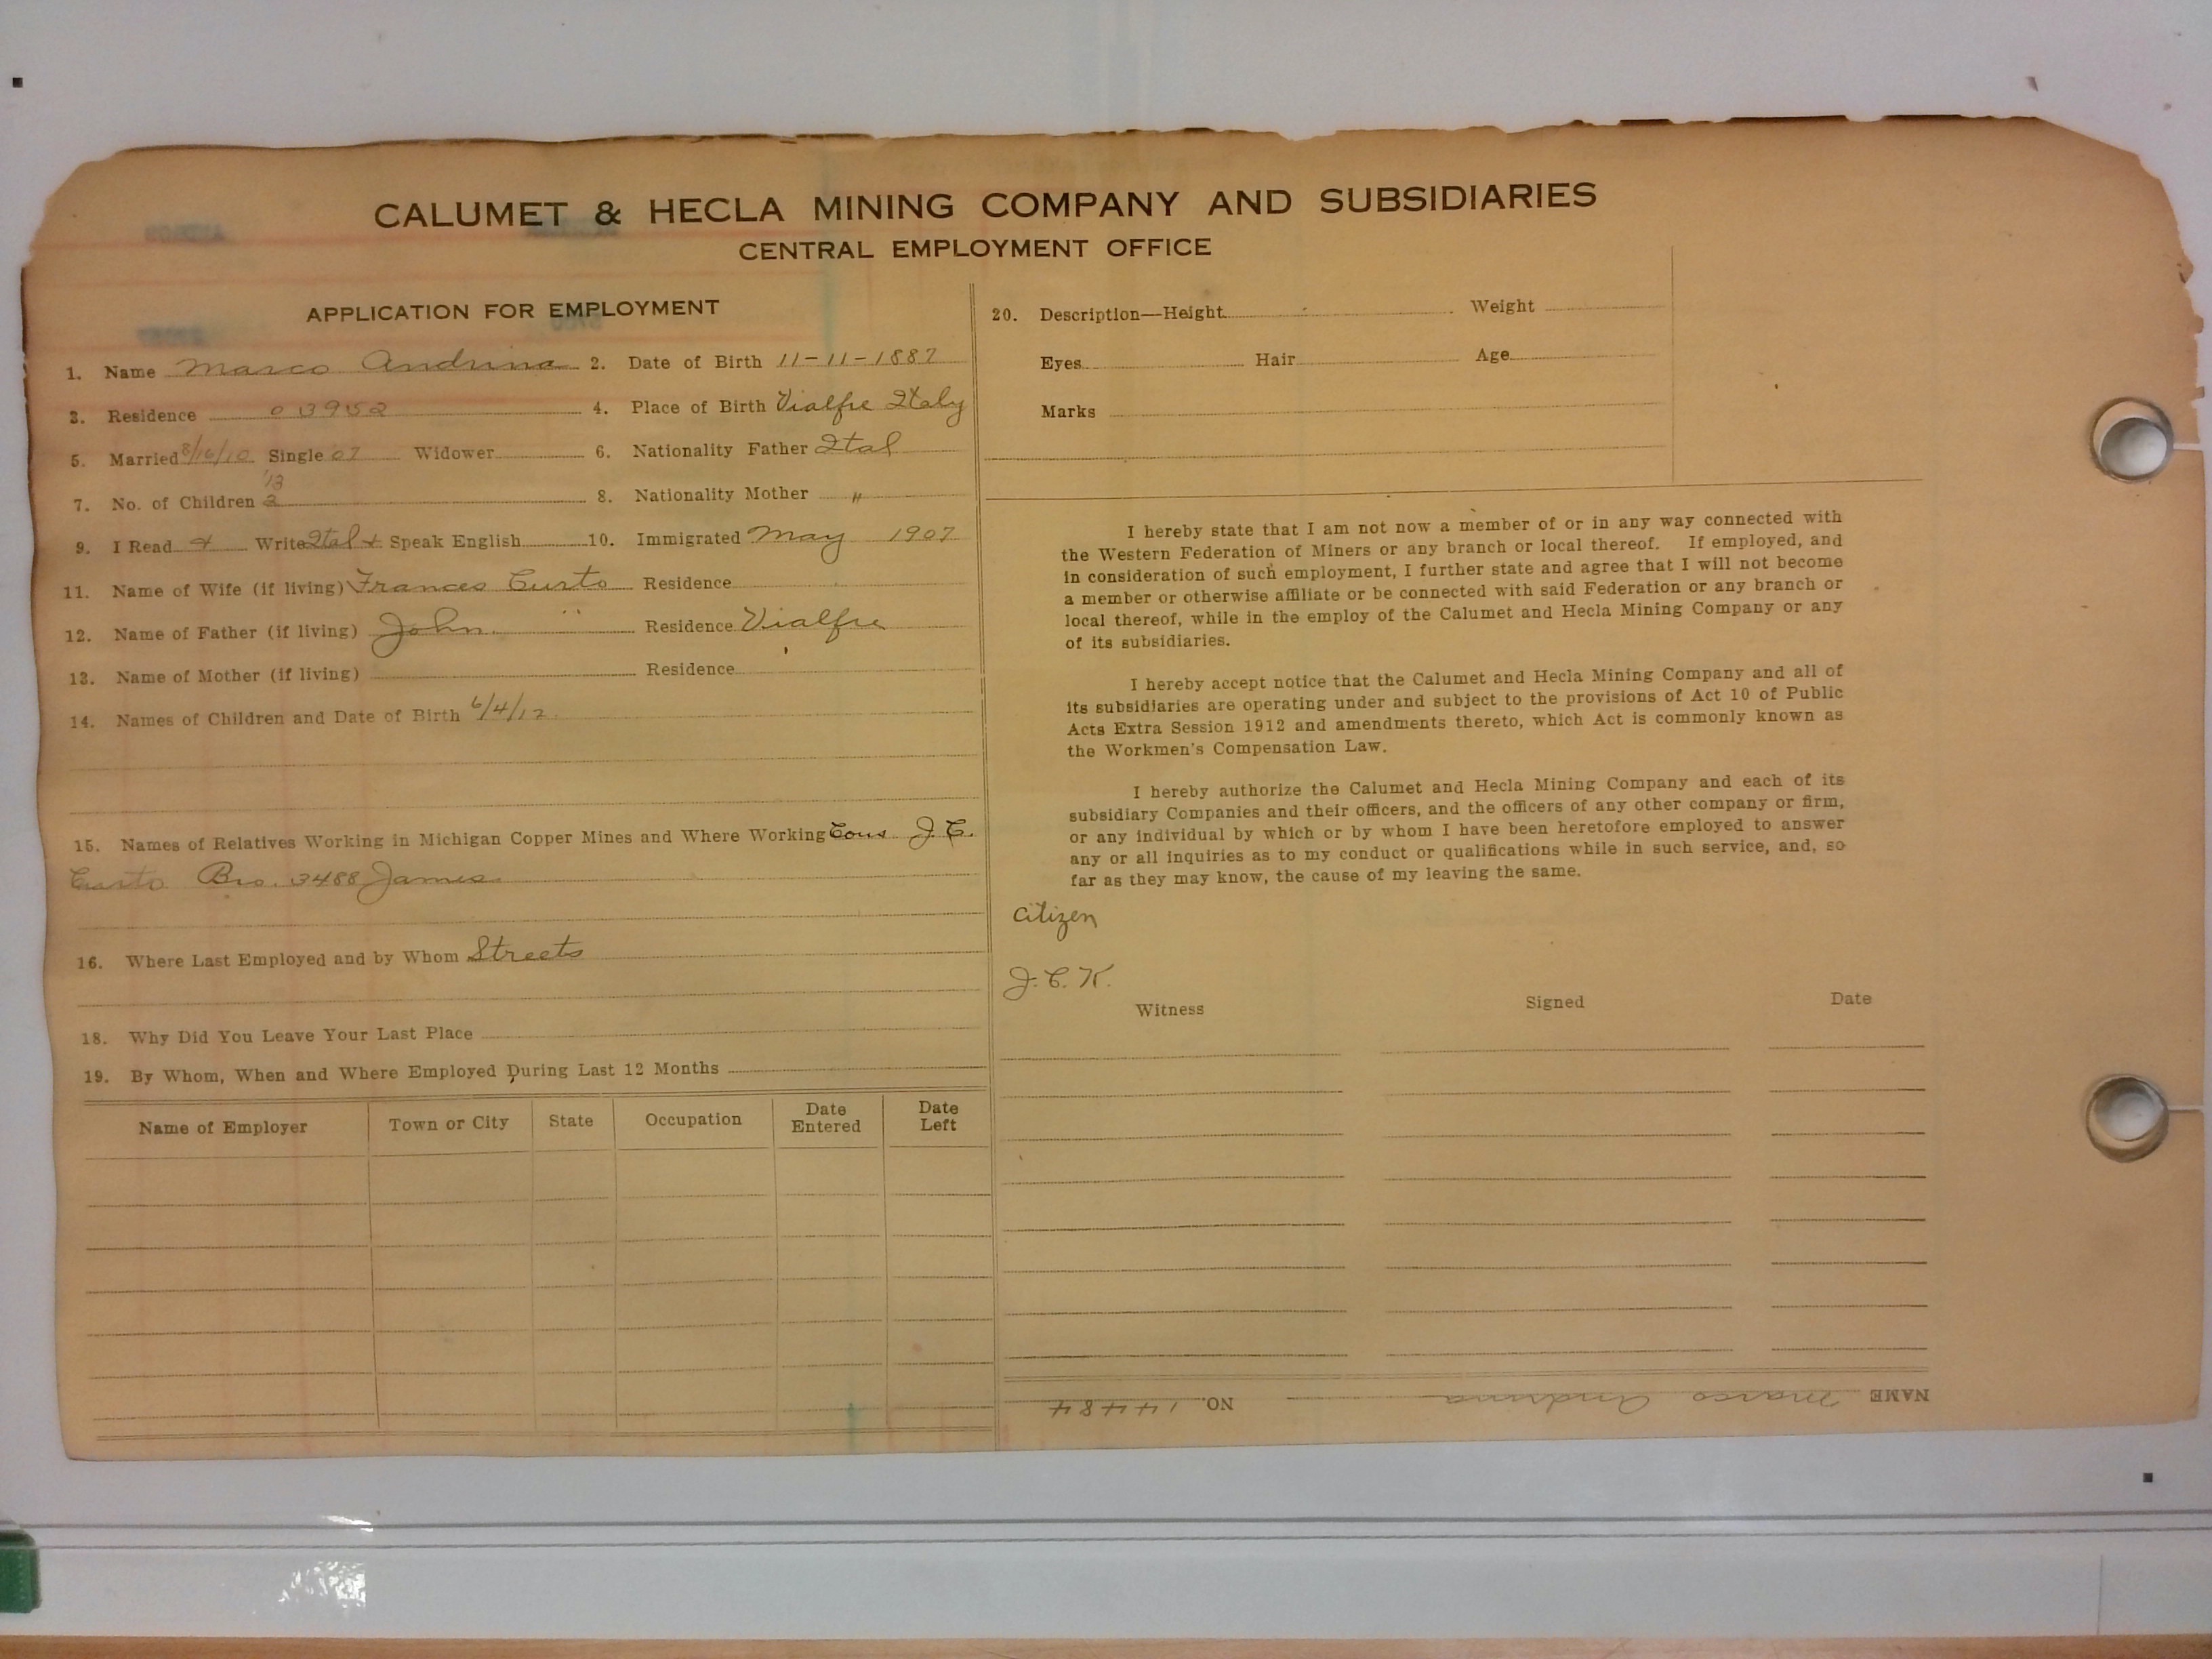 CALUMET & HECLA MINING COMPANY AND SUBSIDIARIES
CENTRAL EMPLOYMENT OFFICE
APPLICATION FOR EMPLOYMENT
1. Name Marco Andrina 2. Date of Birth 11-11-1887
3. Residence 03952 4. Place of Birth Vialfre Italy
5. Married 8/16/10 Single 07 Widower 6. Nationality Father Ital
'13
7. No. of Children 2 8. Nationality Mother "
9. I Read & Write Ital + Speak English 10. Immigrated May 1907
11. Name of Wife (if living) Frances Curto Residence
12. Name of Father (if living) John Residence Vialfre
13. Name of Mother (if living) Residence
14. Names of Children and Date of Birth 6/4/12
15. Names of Relatives Working in Michigan Copper Mines and Where Working Cous J.C.
Curto Bro. 3488 James
16. Where Last Employed and by Whom Streets
18. Why Did You Leave Your Last Place
19. By Whom, When and Where Employed During Last 12 Months
Name of Employer Town or City State Occupation Date Entered Date Left
20. Description—Height Weight
Eyes Hair Age
Marks
I hereby state that I am not now a member of or in any way connected with
the Western Federation of Miners or any branch or local thereof. If employed, and
in consideration of such employment, I further state and agree that I will not become
a member or otherwise affiliate or be connected with said Federation or any branch or
local thereof, while in the employ of the Calumet and Hecla Mining Company or any
of its subsidiaries.
I hereby accept notice that the Calumet and Hecla Mining Company and all of
its subsidiaries are operating under and subject to the provisions of Act 10 of Public
Acts Extra Session 1912 and amendments thereto, which Act is commonly known as
the Workmen's Compensation Law.
I hereby authorize the Calumet and Hecla Mining Company and each of its
subsidiary Companies and their officers, and the officers of any other company or firm,
or any individual by which or by whom I have been heretofore employed to answer
any or all inquiries as to my conduct or qualifications while in such service, and, so
far as they may know, the cause of my leaving the same.
Citizen
J.C.K.
Witness Signed Date
NAME Marco Andrina NO. 14484